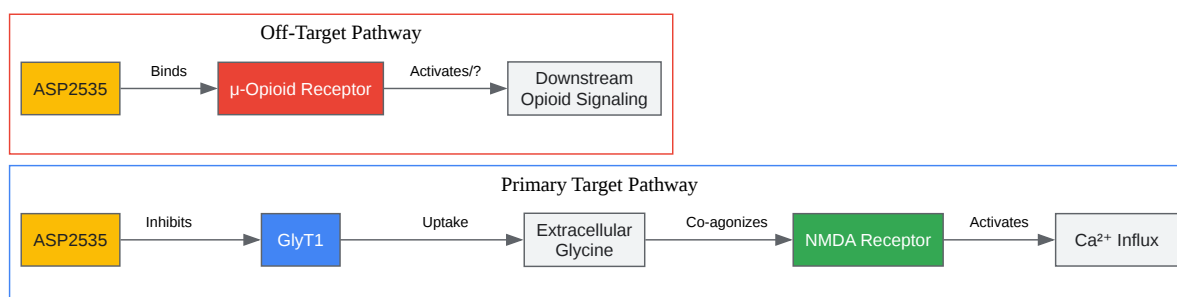 Off-Target Pathway
Binds
Activates/?
ASP2535
μ-Opioid Receptor
Downstream
Opioid Signaling
Primary Target Pathway
Inhibits
Uptake
Co-agonizes
Activates
ASP2535
GlyT1
Extracellular
Glycine
NMDA Receptor
Ca²⁺ Influx